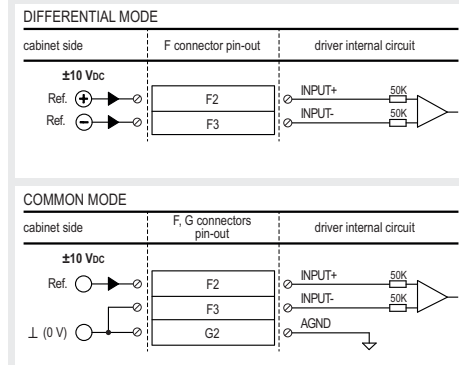 DIFFERENTIAL MODE
cabinet side F connector pin-out driver internal circuit
±10 VDC
Ref. + F2 INPUT+ 50K
Ref. - F3 INPUT- 50K
COMMON MODE
cabinet side F, G connectors pin-out driver internal circuit
±10 VDC
Ref. F2 INPUT+ 50K
F3 INPUT- 50K
⊥ (0 V) G2 AGND